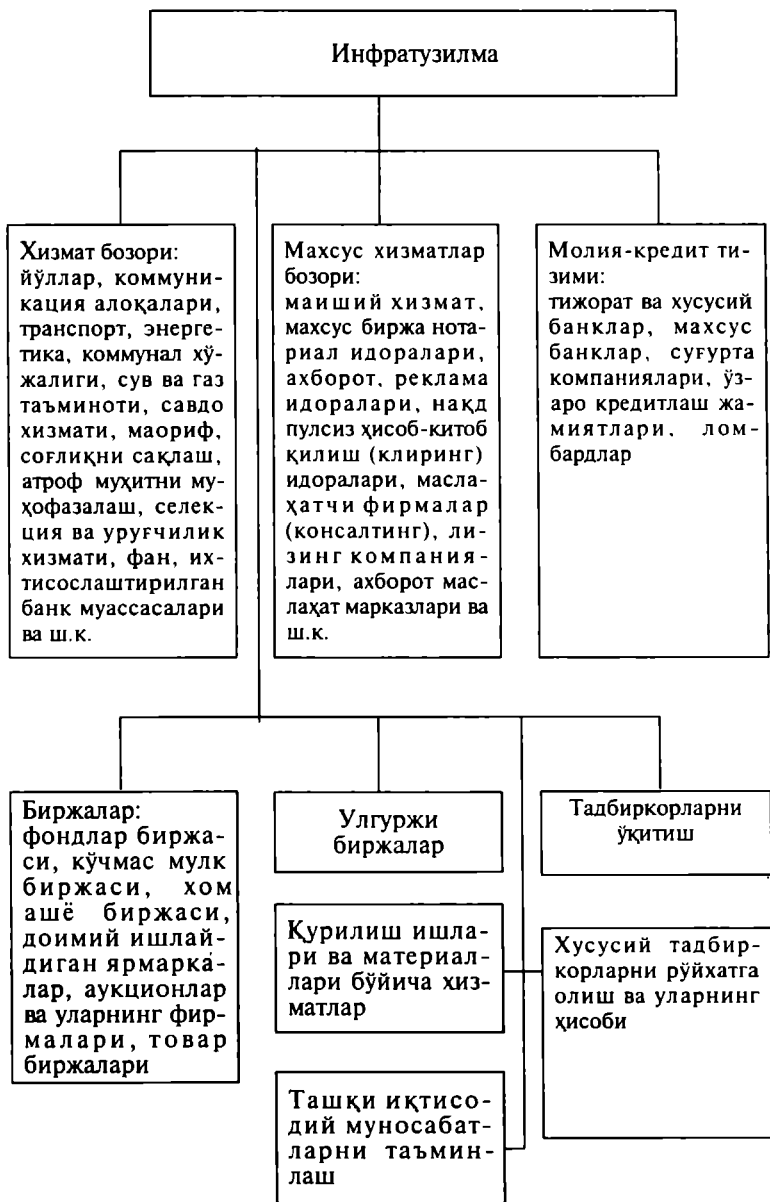 Инфратузилма
Хизмат бозори:
йўллар, коммуни-
кация алоқалари,
транспорт, энерге-
тика, коммунал хў-
жалиги, сув ва газ
таъминоти, савдо
хизмати, маориф,
соғлиқни сақлаш,
атроф муҳитни му-
ҳофазалаш, селек-
ция ва уруғчилик
хизмати, фан, их-
тисослаштирилган
банк муассасалари
ва ш.к.
Махсус хизматлар
бозори:
маиший хизмат,
махсус биржа нота-
риал идоралари,
ахборот, реклама
идоралари, нақд
пулсиз ҳисоб-китоб
қилиш (клиринг)
идоралари, масла-
ҳатчи фирмалар
(консалтинг), ли-
зинг компания-
лари, ахборот мас-
лаҳат марказлари ва
ш.к.
Молия-кредит ти-
зими:
тижорат ва хусусий
банклар, махсус
банклар, суғурта
компаниялари, ўз-
аро кредитлаш жа-
миятлари, лом-
бардлар
Биржалар:
фондлар биржа-
си, кўчмас мулк
биржаси, хом
ашё биржаси,
доимий ишлай-
диган ярмарка-
лар, аукционлар
ва уларнинг фир-
малари, товар
биржалари
Улгуржи
биржалар
Тадбиркорларни
ўқитиш
Қурилиш ишла-
ри ва материал-
лари бўйича хиз-
матлар
Хусусий тадбир-
корларни рўйхатга
олиш ва уларнинг
ҳисоби
Ташқи иқтисо-
дий муносабат-
ларни таъмин-
лаш